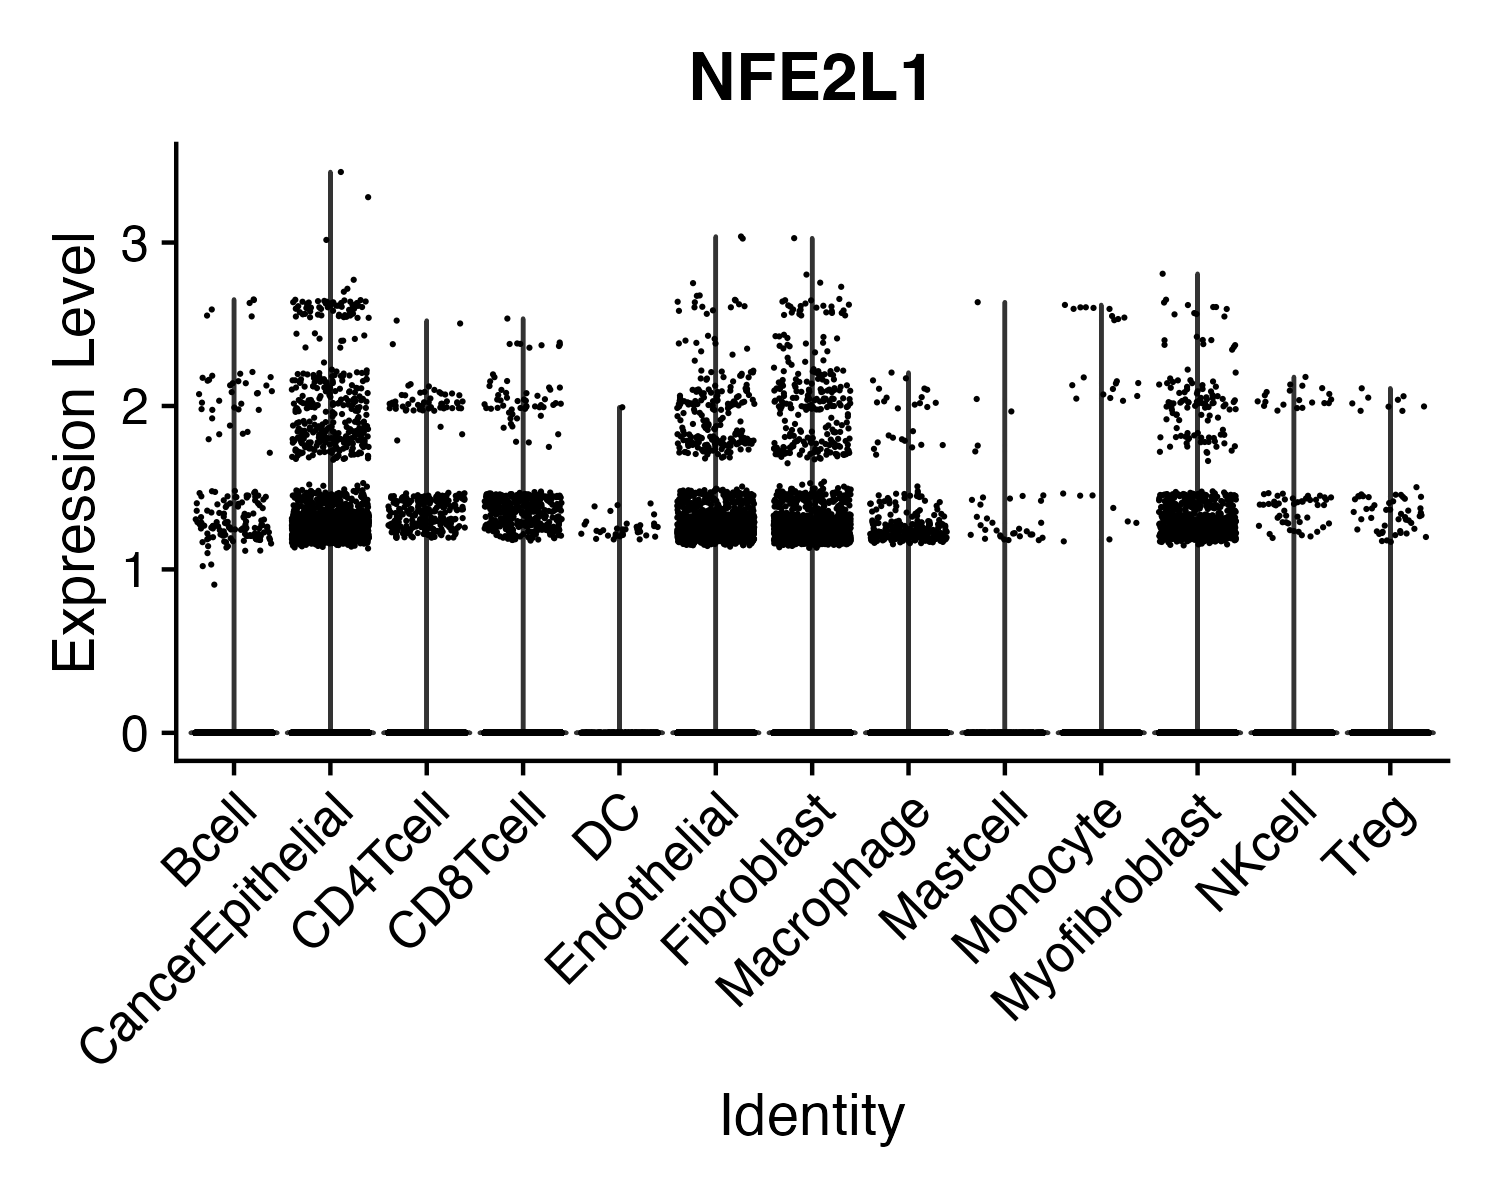 NFE2L1
Expression Level
3
2
1
0
Bcell
CancerEpithelial
CD4Tcell
CD8Tcell
DC
Endothelial
Fibroblast
Macrophage
Mastcell
Monocyte
Myofibroblast
NKcell
Treg
Identity